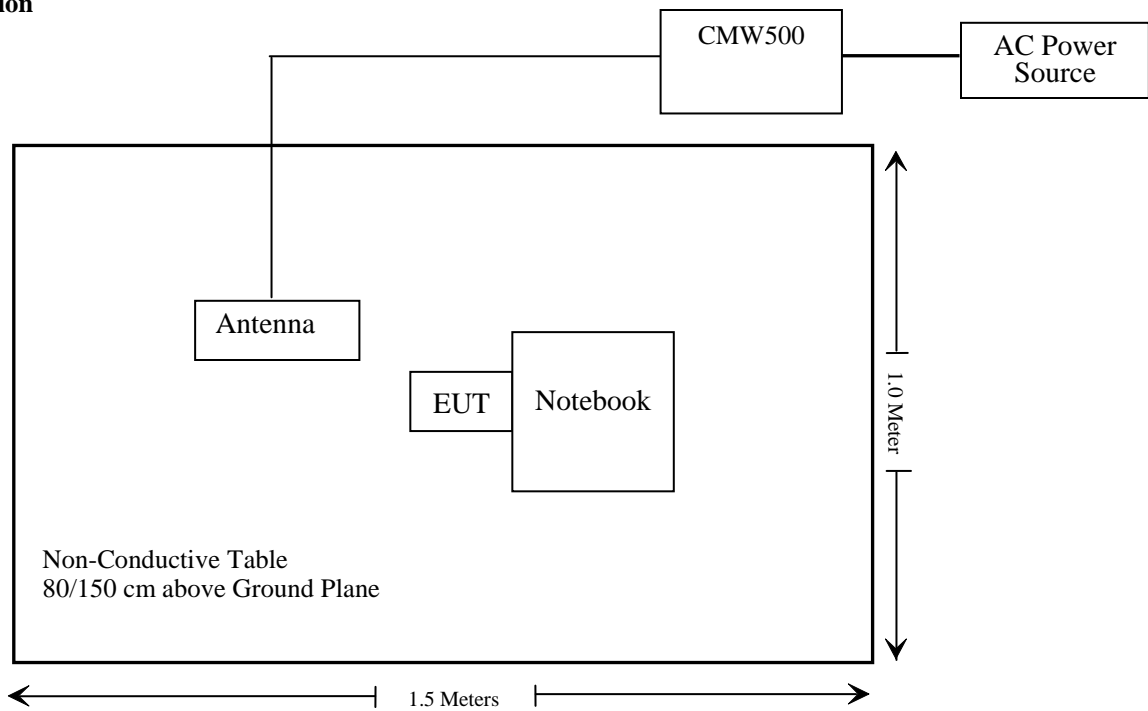 ion
CMW500
AC Power
Source
Antenna
EUT
Notebook
1.0 Meter
Non-Conductive Table
80/150 cm above Ground Plane
1.5 Meters